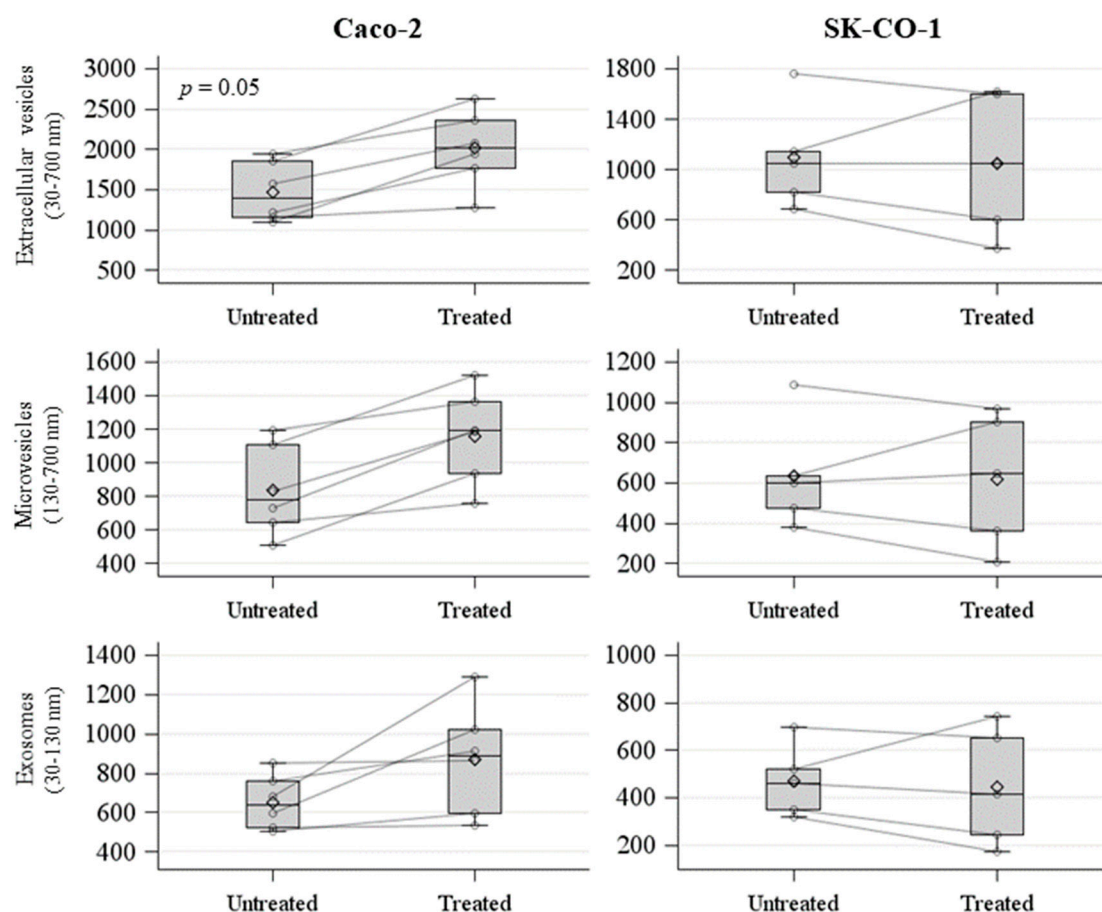 Caco-2
SK-CO-1
Extracellular vesicles
(30-700 nm)
3000
2500
2000
1500
1000
500
p = 0.05
Untreated
Treated
1800
1400
1000
600
200
Untreated
Treated
Microvesicles
(130-700 nm)
1600
1400
1200
1000
800
600
400
Untreated
Treated
1200
1000
800
600
400
200
Untreated
Treated
Exosomes
(30-130 nm)
1400
1200
1000
800
600
400
Untreated
Treated
1000
800
600
400
200
Untreated
Treated